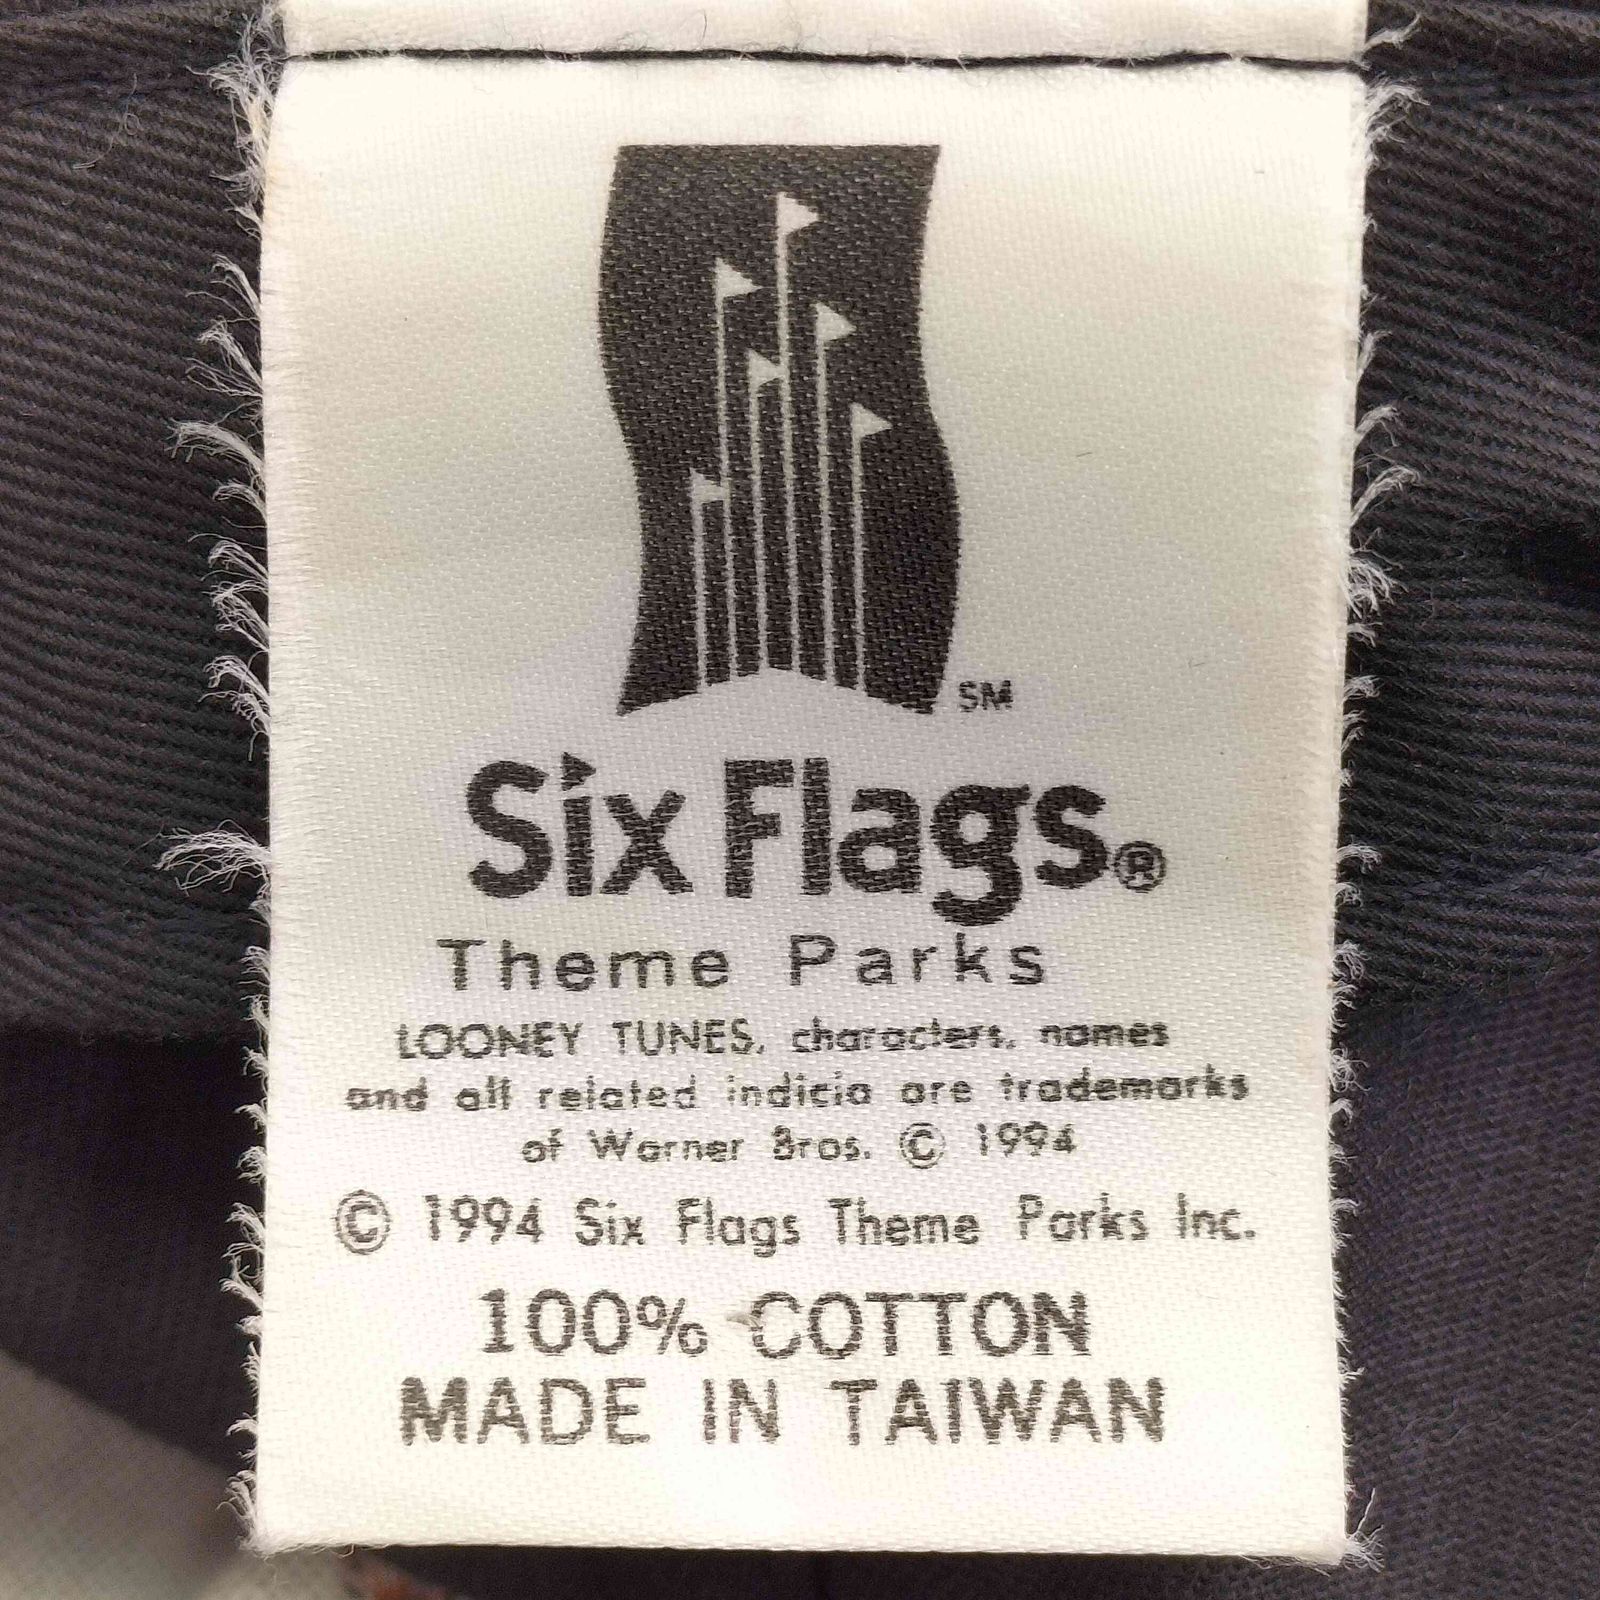 SM
Six Flags®
Theme Parks
LOONEY TUNES, characters, names
and all related indicia are trademarks
of Warner Bros. © 1994
© 1994 Six Flags Theme Parks Inc.
100% COTTON
MADE IN TAIWAN